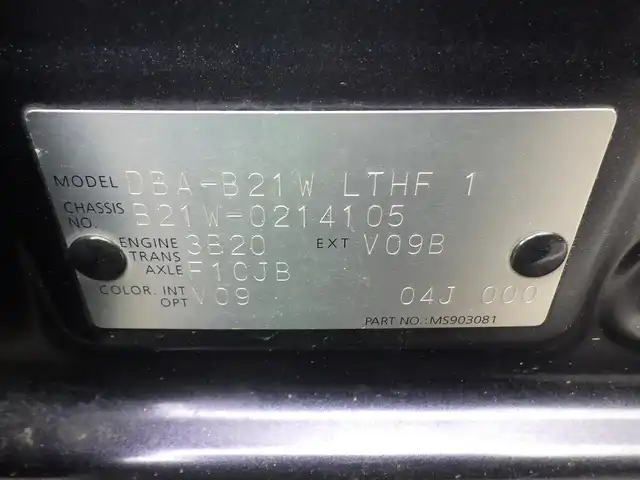 MODEL DBA-B21W LTHF 1
CHASSIS NO. B21W-0214105
ENGINE 3B20 EXT V09B
TRANS AXLE F1CJB
COLOR. INT OPT V09 04J 000
PART NO.: MS903081